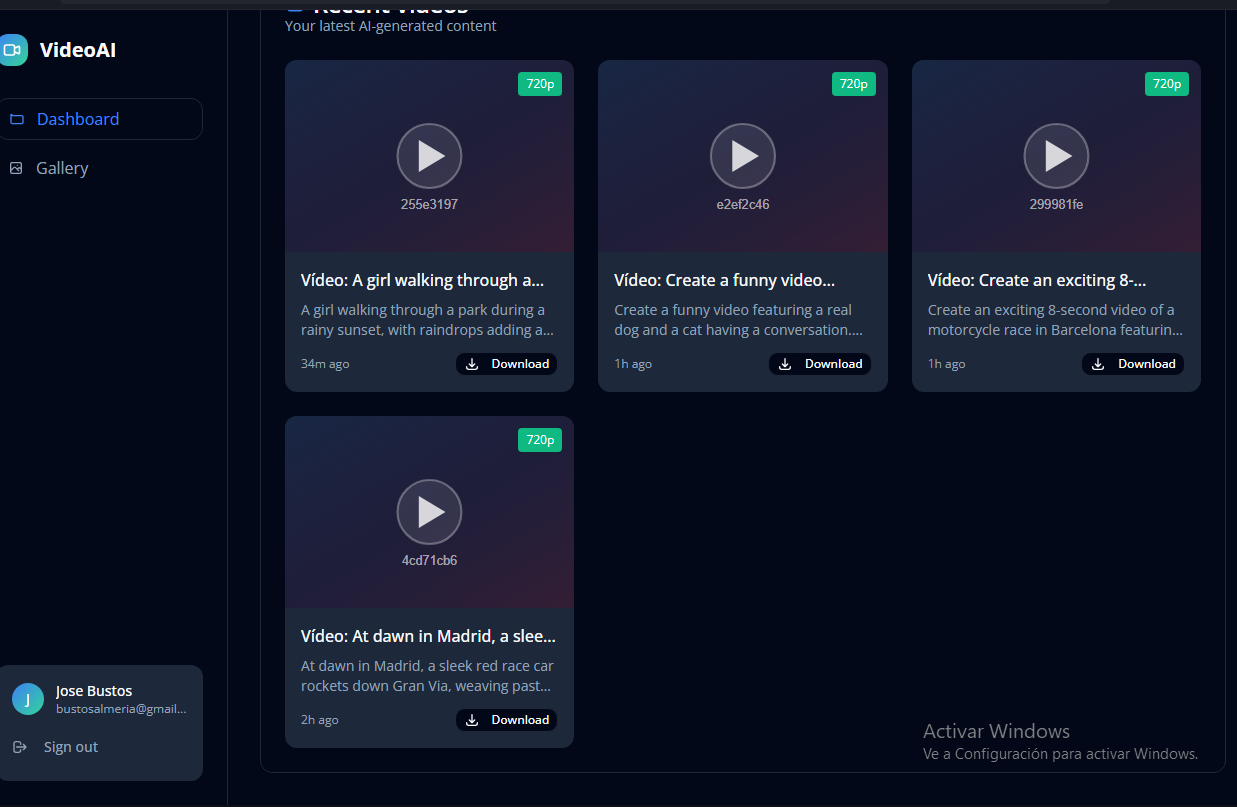 VideoAI
Dashboard
Gallery
Jose Bustos
bustosalmeria@gmail...
Sign out
Recent Videos
Your latest AI-generated content
720p
255e3197
Vídeo: A girl walking through a...
A girl walking through a park during a
rainy sunset, with raindrops adding a...
34m ago
Download
720p
e2ef2c46
Vídeo: Create a funny video...
Create a funny video featuring a real
dog and a cat having a conversation....
1h ago
Download
720p
299981fe
Vídeo: Create an exciting 8-...
Create an exciting 8-second video of a
motorcycle race in Barcelona featurin...
1h ago
Download
720p
4cd71cb6
Vídeo: At dawn in Madrid, a slee...
At dawn in Madrid, a sleek red race car
rockets down Gran Via, weaving past...
2h ago
Download
J
Activar Windows
Ve a Configuración para activar Windows.